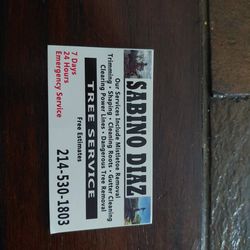 SABINO DIAZ
TREE SERVICE
Our Services Include Mistletoe Removal
Trimming • Shaping • Cleaning Roots • Gutter Cleaning
Clearing Power Lines • Dangerous Tree Removal
7 Days
24 Hours
Emergency Service
Free Estimates
214-530-1803